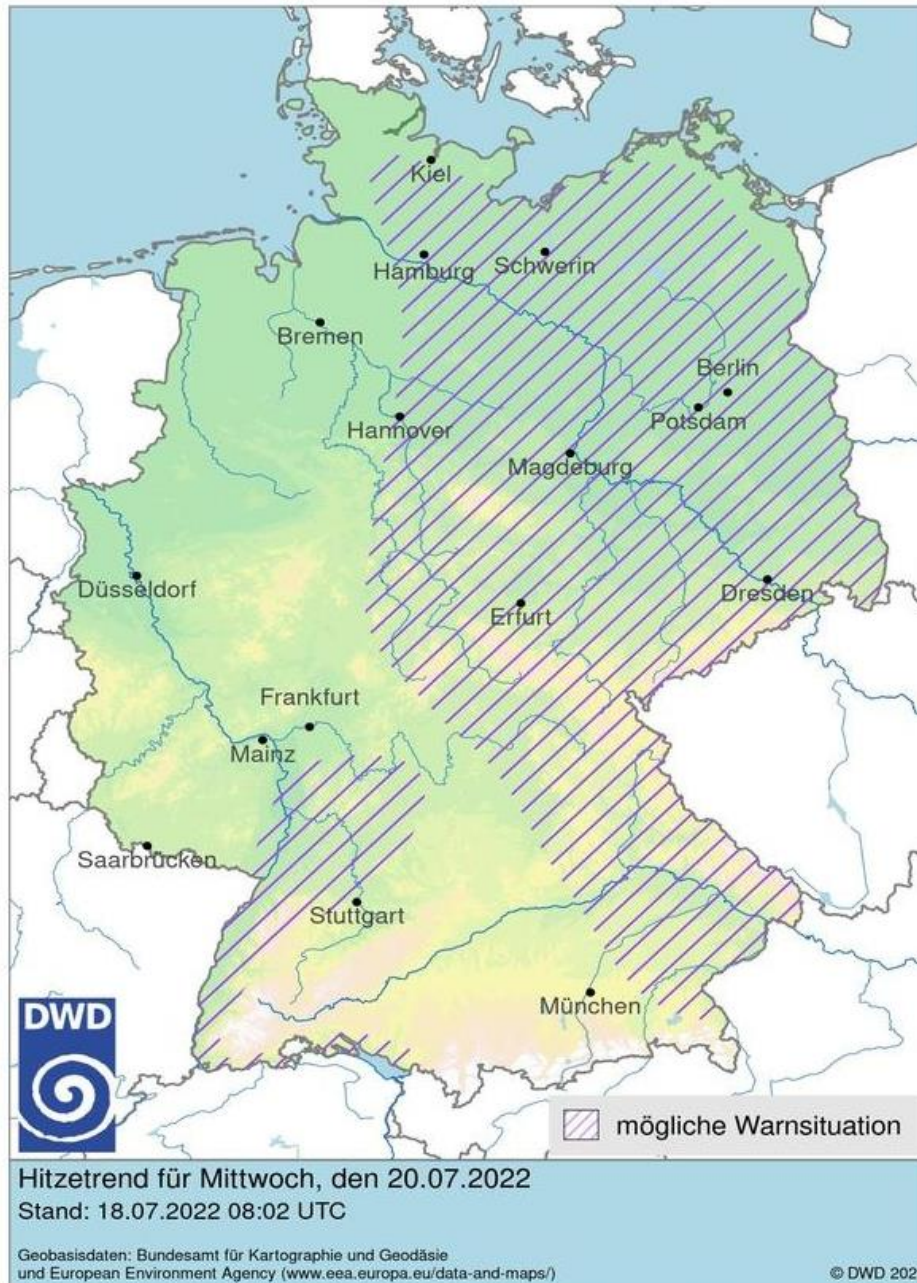 Kiel
Hamburg
Schwerin
Bremen
Berlin
Hannover
Potsdam
Magdeburg
Düsseldorf
Erfurt
Dresden
Frankfurt
Mainz
Saarbrücken
Stuttgart
München
DWD
mögliche Warnsituation
Hitzetrend für Mittwoch, den 20.07.2022
Stand: 18.07.2022 08:02 UTC
Geobasisdaten: Bundesamt für Kartographie und Geodäsie
und European Environment Agency (www.eea.europa.eu/data-and-maps/)
© DWD 202